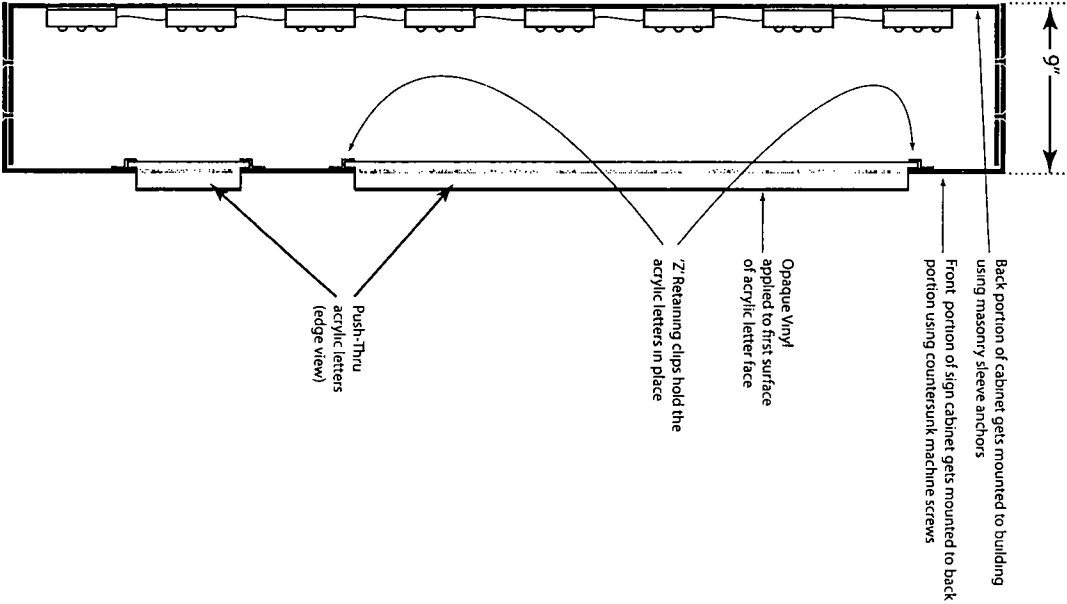 9"
Back portion of cabinet gets mounted to building
using masonry sleeve anchors
Front portion of sign cabinet gets mounted to back
portion using countersunk machine screws
Opaque Vinyl
applied to first surface
of acrylic letter face
'Z' Retaining clips hold the
acrylic letters in place
Push-Thru
acrylic letters
(edge view)